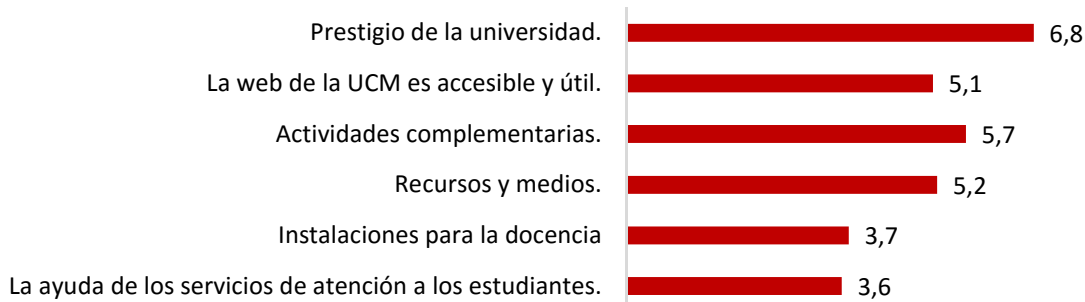 Prestigio de la universidad. 6,8
La web de la UCM es accesible y útil. 5,1
Actividades complementarias. 5,7
Recursos y medios. 5,2
Instalaciones para la docencia 3,7
La ayuda de los servicios de atención a los estudiantes. 3,6